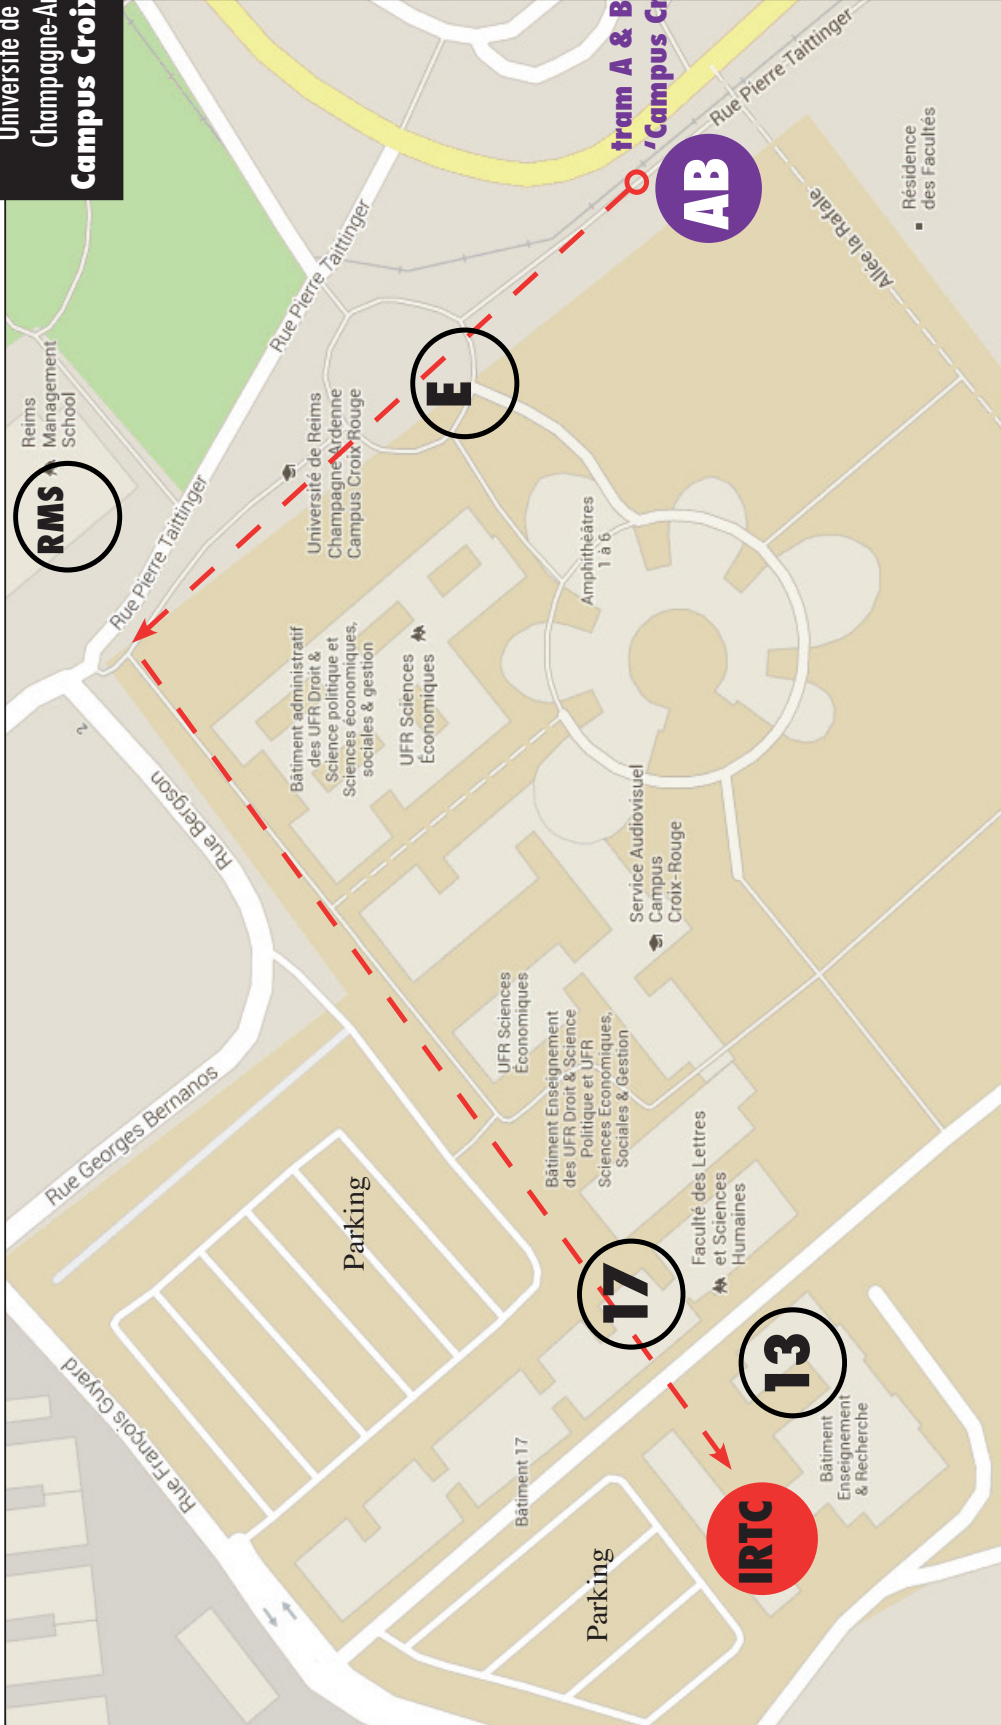 Université de
Champagne-Ar
Campus Croix
tram A & B
'Campus Cr
AB
Rue Pierre Taittinger
Allée la Rafale
Résidence
des Facultés
Rue Pierre Taittinger
Reims
Management
School
RMS
Rue Pierre Taittinger
E
Université de Reims
Champagne-Ardenne
Campus Croix Rouge
Amphithéâtres
1 à 6
Bâtiment administratif
des UFR Droit &
Science politique et
Sciences économiques,
sociales & gestion
UFR Sciences
Économiques
Rue Bergson
Service Audiovisuel
Campus
Croix-Rouge
UFR Sciences
Économiques
Bâtiment Enseignement
des UFR Droit & Science
Politique et UFR
Sciences Economiques,
Sociales & Gestion
Rue Georges Bernanos
Parking
Faculté des Lettres
et Sciences
Humaines
17
13
Bâtiment
Enseignement
& Recherche
Rue François Guyard
Bâtiment 17
IRTC
Parking